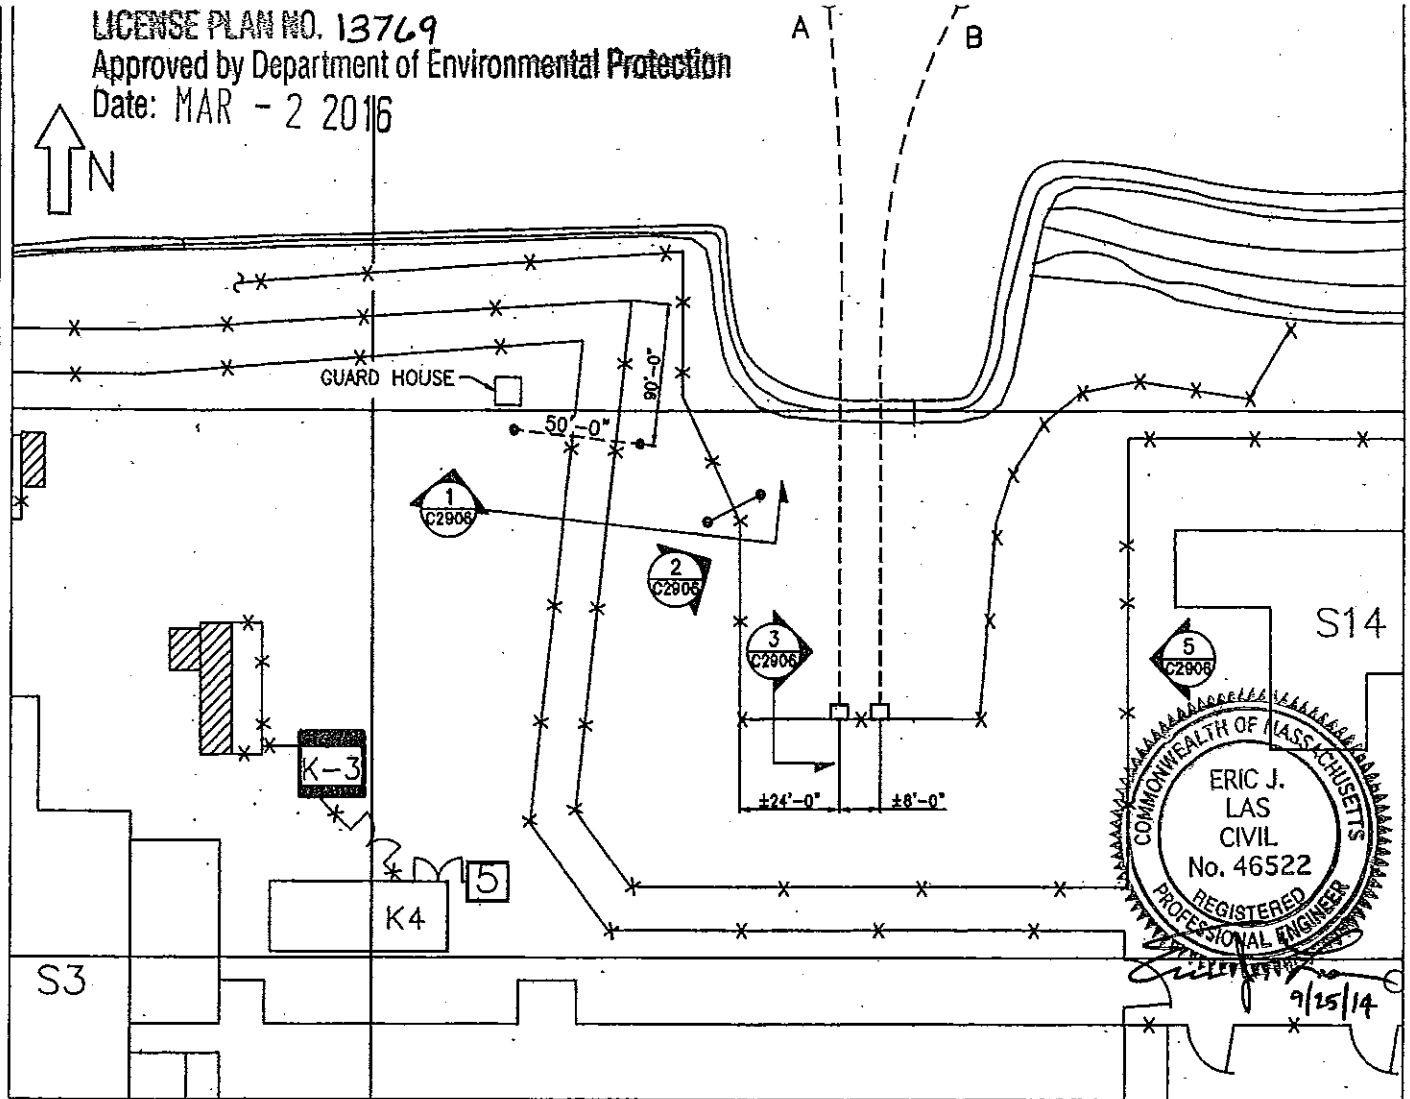 LICENSE PLAN NO. 13769
Approved by Department of Environmental Protection
Date: MAR - 2 2016
N
A
B
GUARD HOUSE
90'-0"
50'-0"
1
C2906
2
C2906
3
C2906
5
C2906
S14
K-3
±24'-0"
±8'-0"
5
K4
S3
COMMONWEALTH OF MASSACHUSETTS
ERIC J.
LAS
CIVIL
No. 46522
REGISTERED
PROFESSIONAL ENGINEER
9/25/14